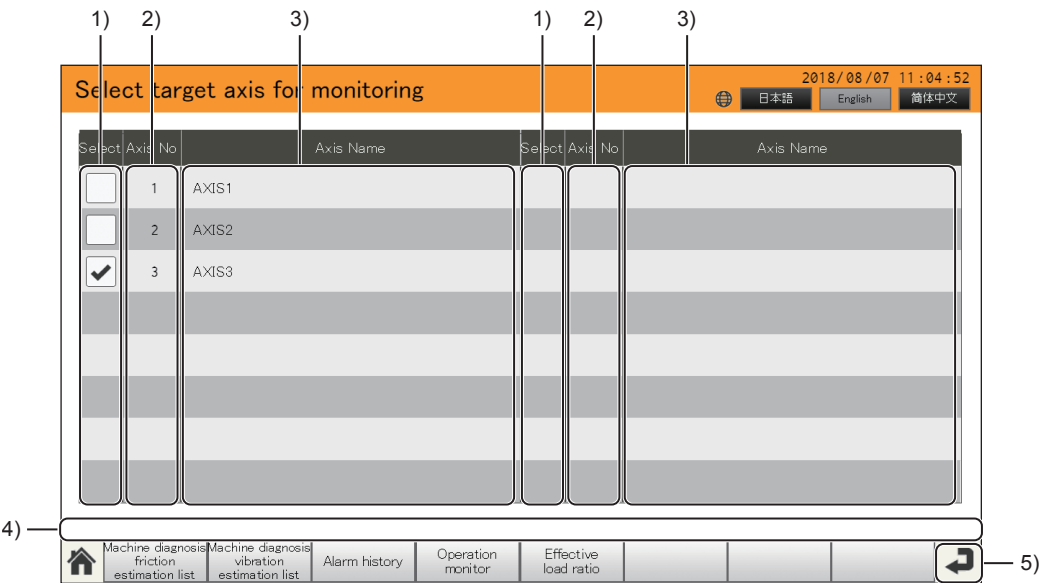 1) 2) 3) 1) 2) 3)
Select target axis for monitoring
2018/08/07 11:04:52
日本語 English 简体中文
Select Axis No Axis Name Select Axis No Axis Name
1 AXIS1
2 AXIS2
3 AXIS3
4)
Machine diagnosis
friction
estimation list
Machine diagnosis
vibration
estimation list
Alarm history
Operation
monitor
Effective
load ratio
5)